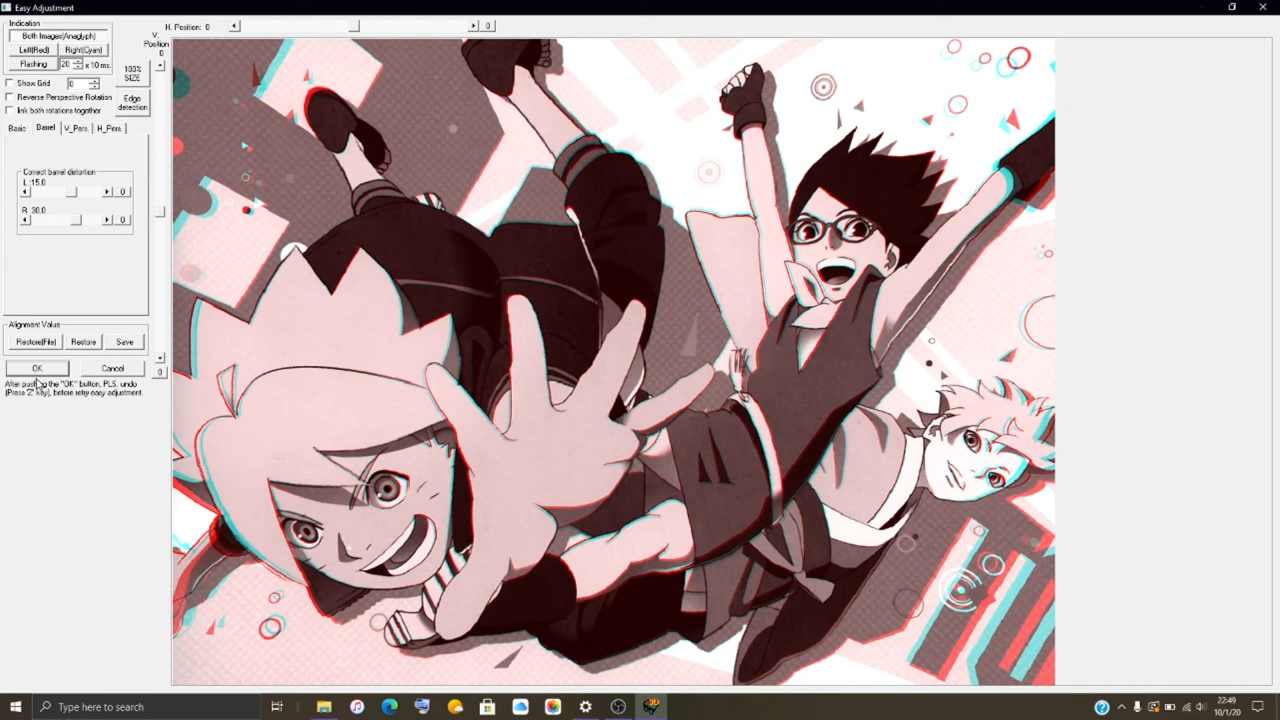 Easy Adjustment
Indication
Both Images(Anaglyph)
Left(Red) Right(Cyan)
Flashing 20 x 10 ms.
V. Position 0
100% SIZE
H. Position: 0
0
Show Grid 0
Reverse Perspective Rotation
link both rotations together
Edge detection
Basic Barrel V_Pers. H_Pers.
Correct barrel distortion
L :15.0
0
R :30.0
0
Alignment Value
Restore(File) Restore Save
OK Cancel
0
After pushing the "OK" button, PLS. undo
(Press 'Z' key), before retry easy adjustment.
Type here to search
22:49
10/1/20